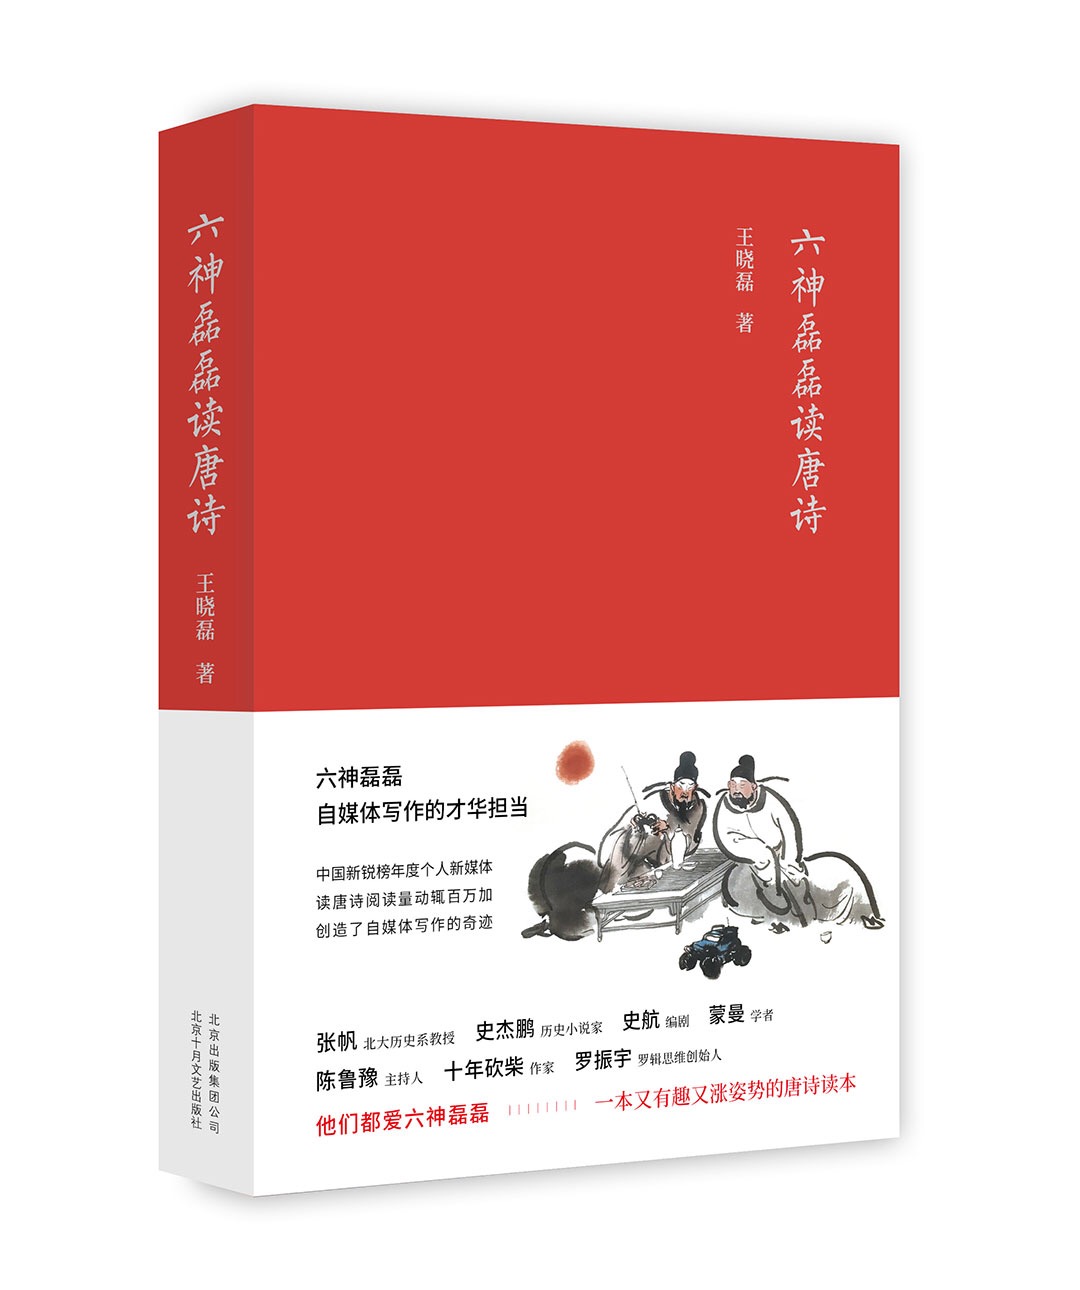 六神磊磊读唐诗
王晓磊 著
北京出版集团公司
北京十月文艺出版社
六神磊磊读唐诗
王晓磊 著
六神磊磊
自媒体写作的才华担当
中国新锐榜年度个人新媒体
读唐诗阅读量动辄百万加
创造了自媒体写作的奇迹
张帆 北大历史系教授 史杰鹏 历史小说家 史航 编剧 蒙曼 学者
陈鲁豫 主持人 十年砍柴 作家 罗振宇 罗辑思维创始人
他们都爱六神磊磊 一本又有趣又涨姿势的唐诗读本